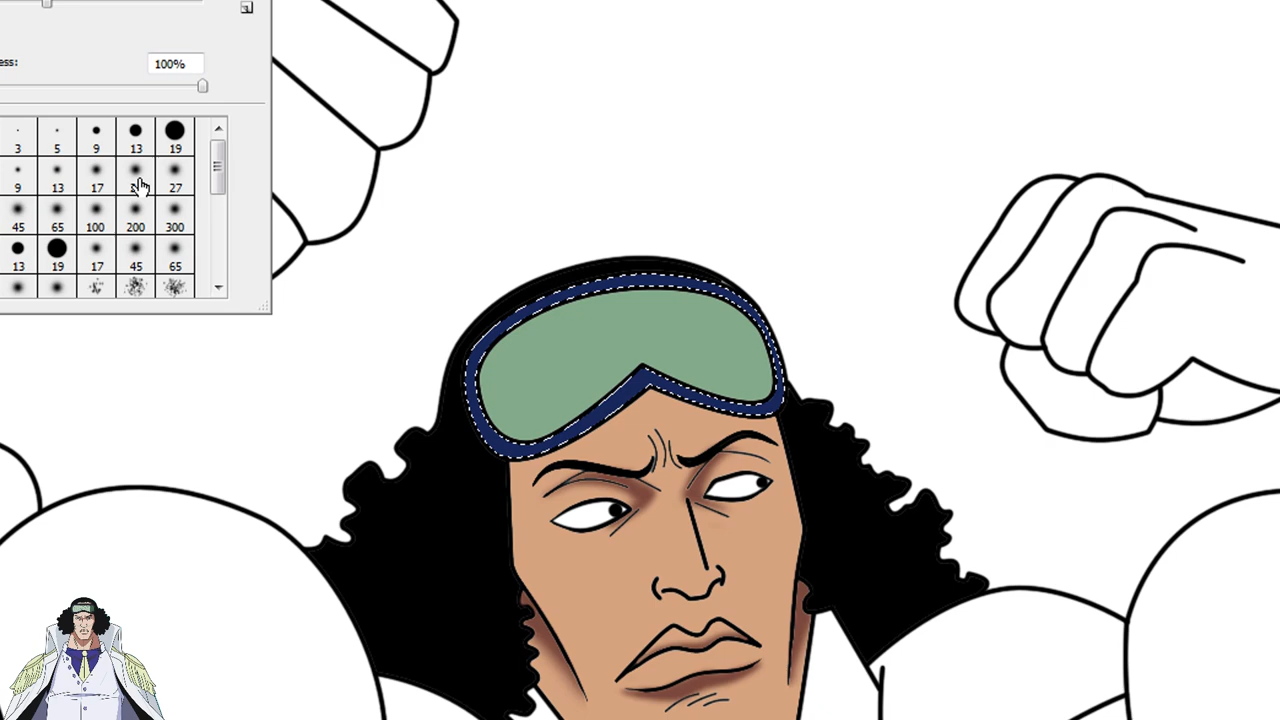 ess: 100%
3 5 9 13 19
9 13 17 27
45 65 100 200 300
13 19 17 45 65